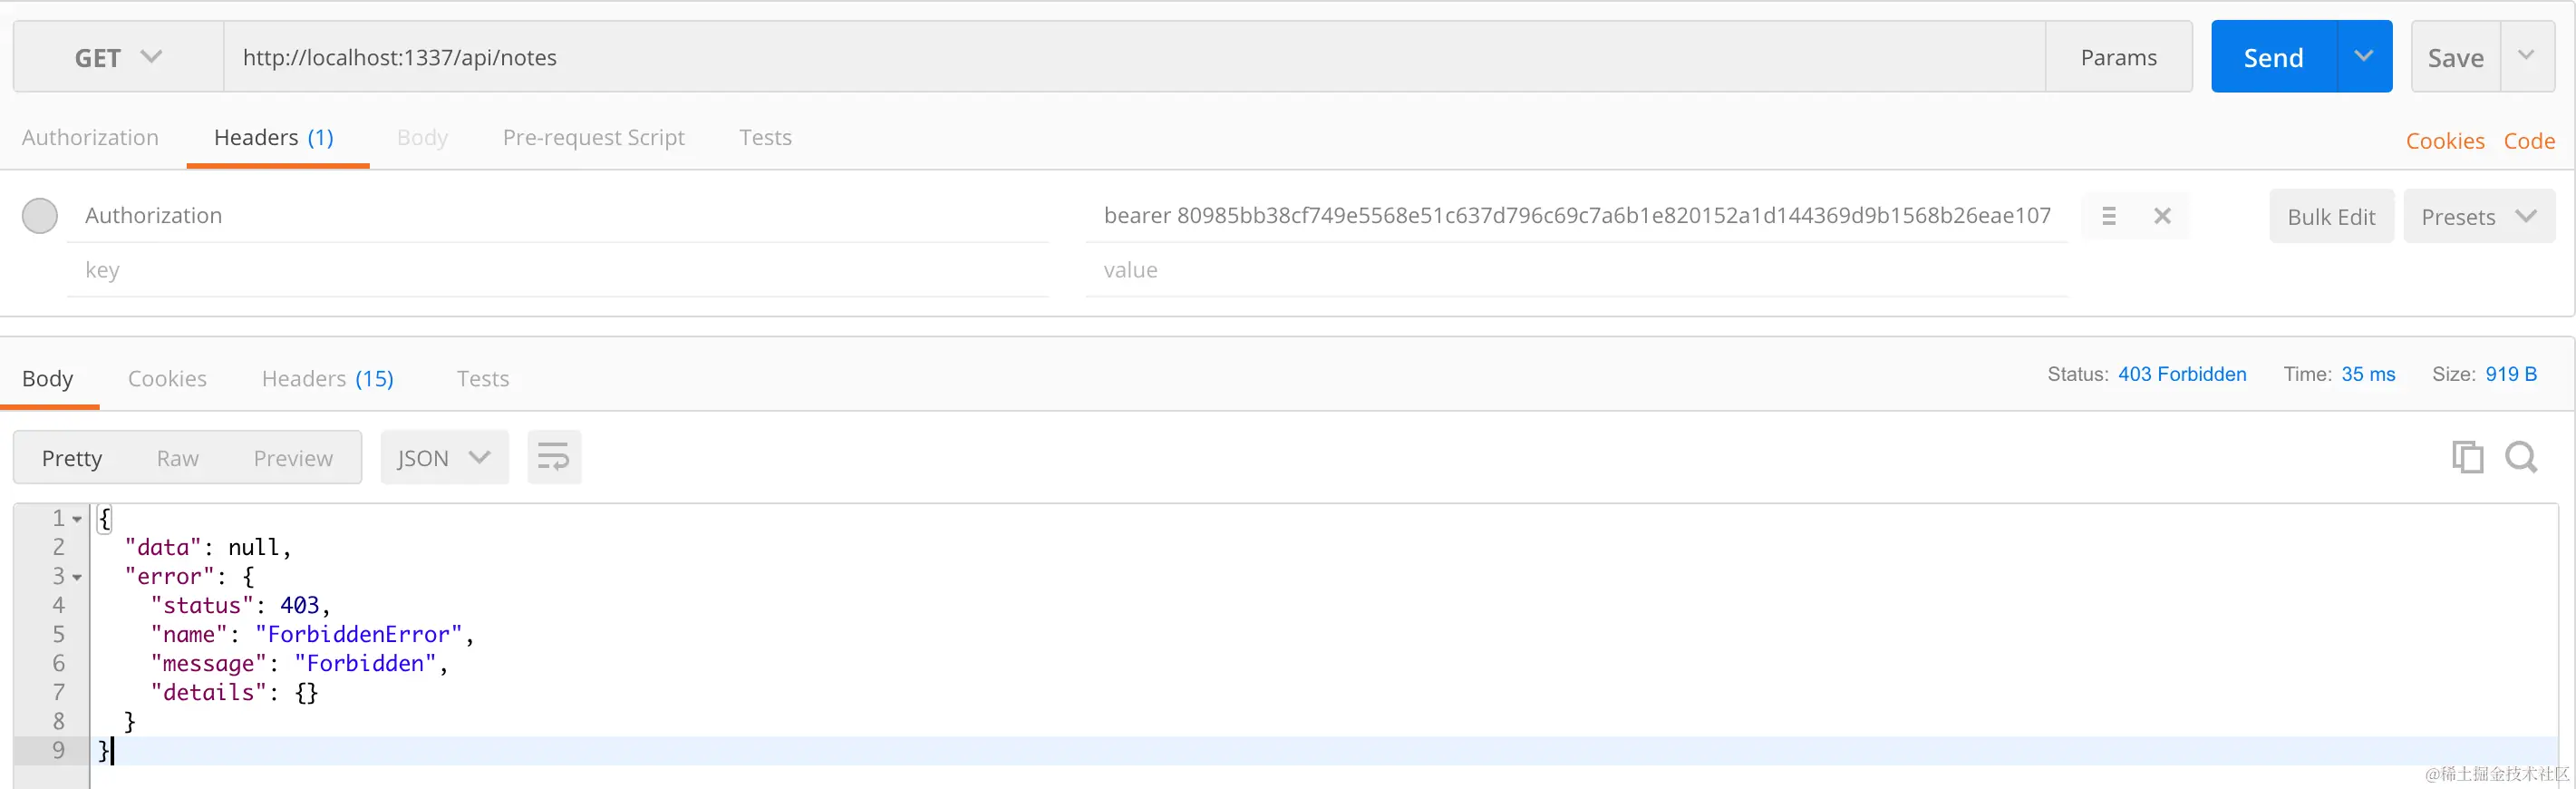 GET http://localhost:1337/api/notes Params Send Save
Authorization Headers (1) Body Pre-request Script Tests Cookies Code
Authorization bearer 80985bb38cf749e5568e51c637d796c69c7a6b1e820152a1d144369d9b1568b26eae107 Bulk Edit Presets
key value
Body Cookies Headers (15) Tests Status: 403 Forbidden Time: 35 ms Size: 919 B
Pretty Raw Preview JSON
1 {
2 "data": null,
3 "error": {
4 "status": 403,
5 "name": "ForbiddenError",
6 "message": "Forbidden",
7 "details": {}
8 }
9 }
@稀土掘金技术社区